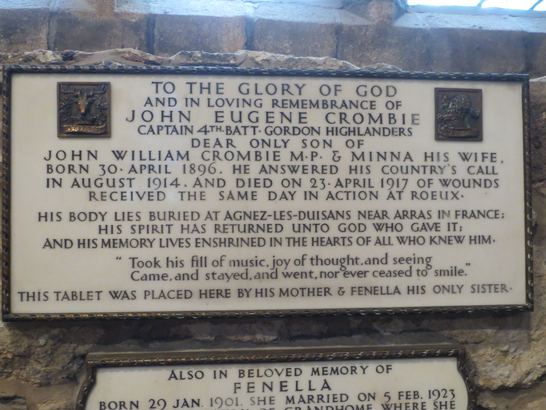 TO THE GLORY OF GOD
AND IN LOVING REMEMBRANCE OF
JOHN EUGENE CROMBIE
CAPTAIN 4TH. BATT. GORDON HIGHLANDERS
DEAR ONLY SON OF
JOHN WILLIAM CROMBIE M.P. & MINNA HIS WIFE,
BORN 30. APRIL 1896. HE ANSWERED HIS COUNTRY'S CALL
IN AUGUST 1914. AND DIED ON 23. APRIL 1917 OF WOUNDS
RECEIVED THE SAME DAY IN ACTION AT ROEUX.
HIS BODY LIES BURIED AT AGNEZ-LES-DUISANS NEAR ARRAS IN FRANCE;
HIS SPIRIT HAS RETURNED UNTO GOD WHO GAVE IT;
AND HIS MEMORY LIVES ENSHRINED IN THE HEARTS OF ALL WHO KNEW HIM.
"Took his fill of music, joy of thought, and seeing
Came, and stayed, and went, nor ever ceased to smile."
THIS TABLET WAS PLACED HERE BY HIS MOTHER & FENELLA HIS ONLY SISTER.
ALSO IN BELOVED MEMORY OF
FENELLA
BORN 29 JAN. 1901. SHE MARRIED ON 5 FEB. 1923
OF GRANDHOME WHERE SHE